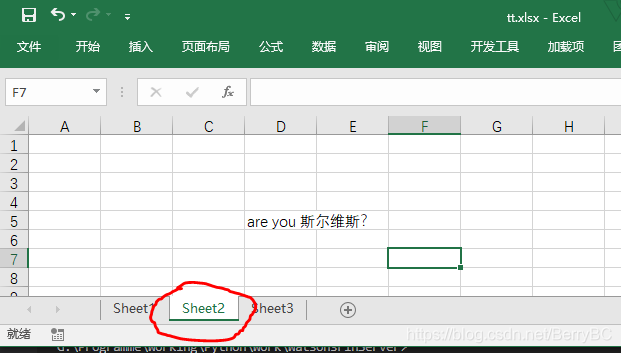 tt.xlsx - Excel
文件 开始 插入 页面布局 公式 数据 审阅 视图 开发工具 加载项
F7 fx
A B C D E F G H
1
2
3
4
5 are you 斯尔维斯?
6
7
8
Sheet1 Sheet2 Sheet3
就绪
https://blog.csdn.net/BerryBC